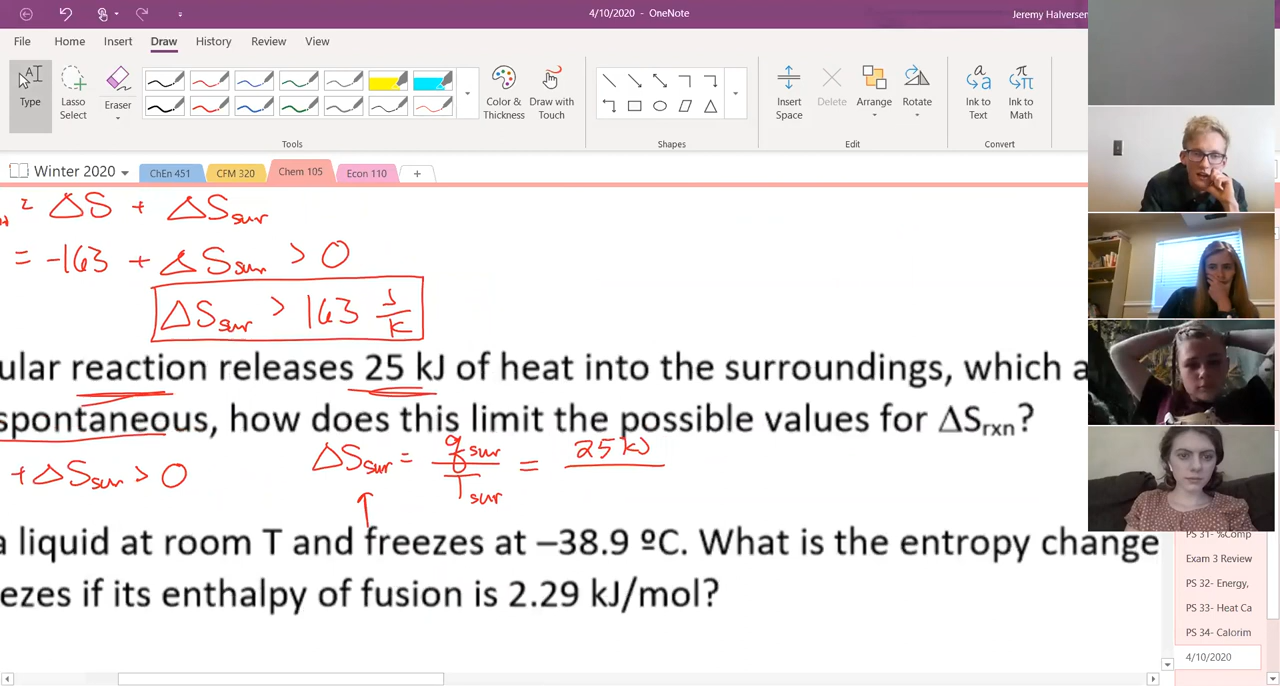 4/10/2020 - OneNote
Jeremy Halversen
File Home Insert Draw History Review View
Type
Lasso Select
Eraser
Color & Thickness
Draw with Touch
Insert Space
Delete
Arrange
Rotate
Ink to Text
Ink to Math
Tools
Shapes
Edit
Convert
Winter 2020 ChEn 451 CFM 320 Chem 105 Econ 110 +
= ΔS + ΔSsur
= -163 + ΔSsur > 0
ΔSsur > 163 J/K
ular reaction releases 25 kJ of heat into the surroundings, which a
spontaneous, how does this limit the possible values for ΔSrxn?
+ ΔSsur > 0
ΔSsur = qsur/Tsur = 25 kJ
a liquid at room T and freezes at –38.9 ºC. What is the entropy change
ezes if its enthalpy of fusion is 2.29 kJ/mol?
PS 31- %Comp
Exam 3 Review
PS 32- Energy,
PS 33- Heat Ca
PS 34- Calorim
4/10/2020